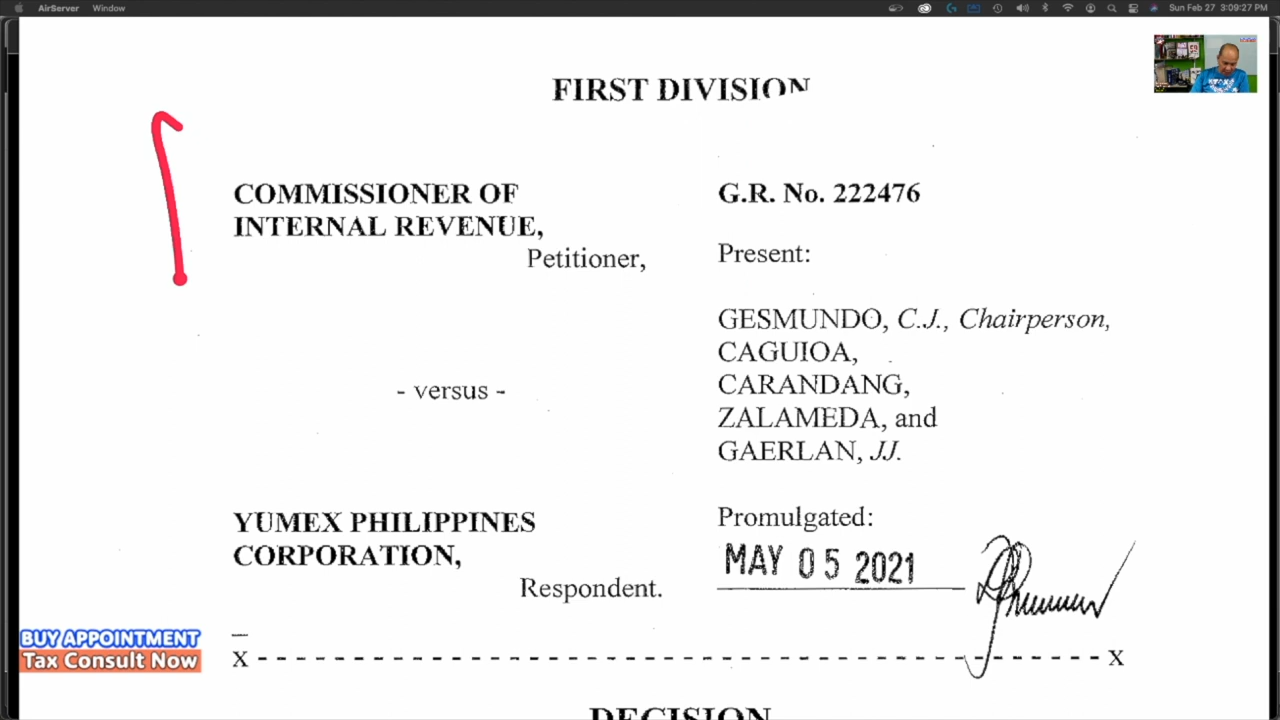 AirServer Window
Sun Feb 27 3:09:27 PM
FIRST DIVISION
COMMISSIONER OF
INTERNAL REVENUE,
Petitioner,
- versus -
YUMEX PHILIPPINES
CORPORATION,
Respondent.
G.R. No. 222476
Present:
GESMUNDO, C.J., Chairperson,
CAGUIOA,
CARANDANG,
ZALAMEDA, and
GAERLAN, JJ.
Promulgated:
MAY 05 2021
BUY APPOINTMENT
Tax Consult Now
X - - - - - - - - - - - - - - - - - - - - - - - - - - - - - - - - - - - - - - - - - - - - - - - - - - - - - - - - - - - X
DECISION